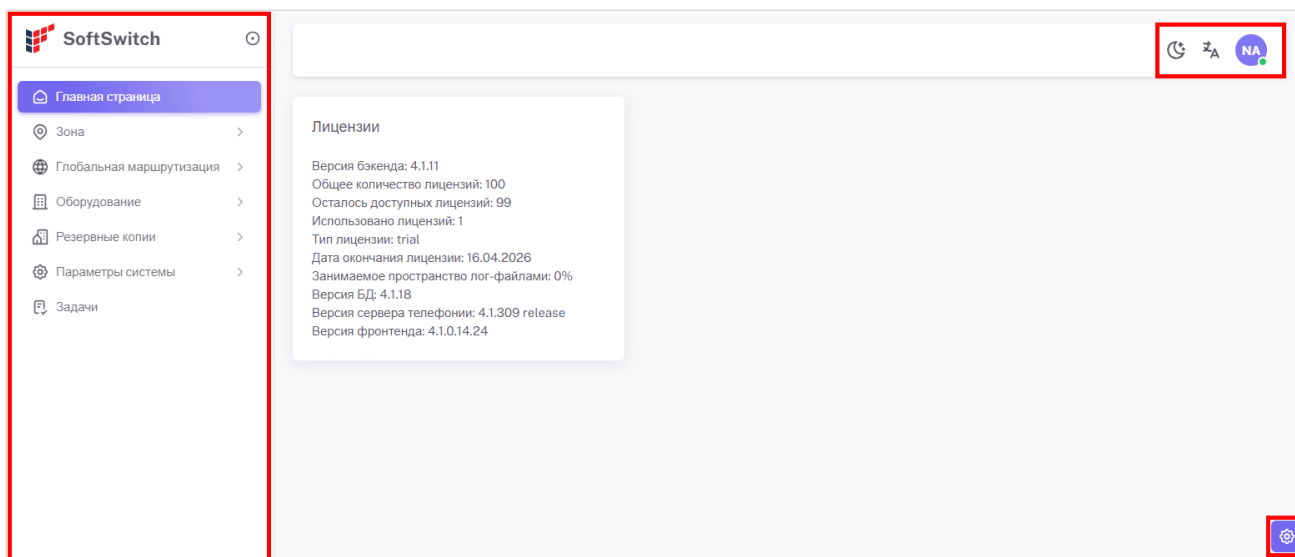 SoftSwitch
Главная страница
Зона
Глобальная маршрутизация
Оборудование
Резервные копии
Параметры системы
Задачи
NA
Лицензии
Версия бэкенда: 4.1.11
Общее количество лицензий: 100
Осталось доступных лицензий: 99
Использовано лицензий: 1
Тип лицензии: trial
Дата окончания лицензии: 16.04.2026
Занимаемое пространство лог-файлами: 0%
Версия БД: 4.1.18
Версия сервера телефонии: 4.1.309 release
Версия фронтенда: 4.1.0.14.24